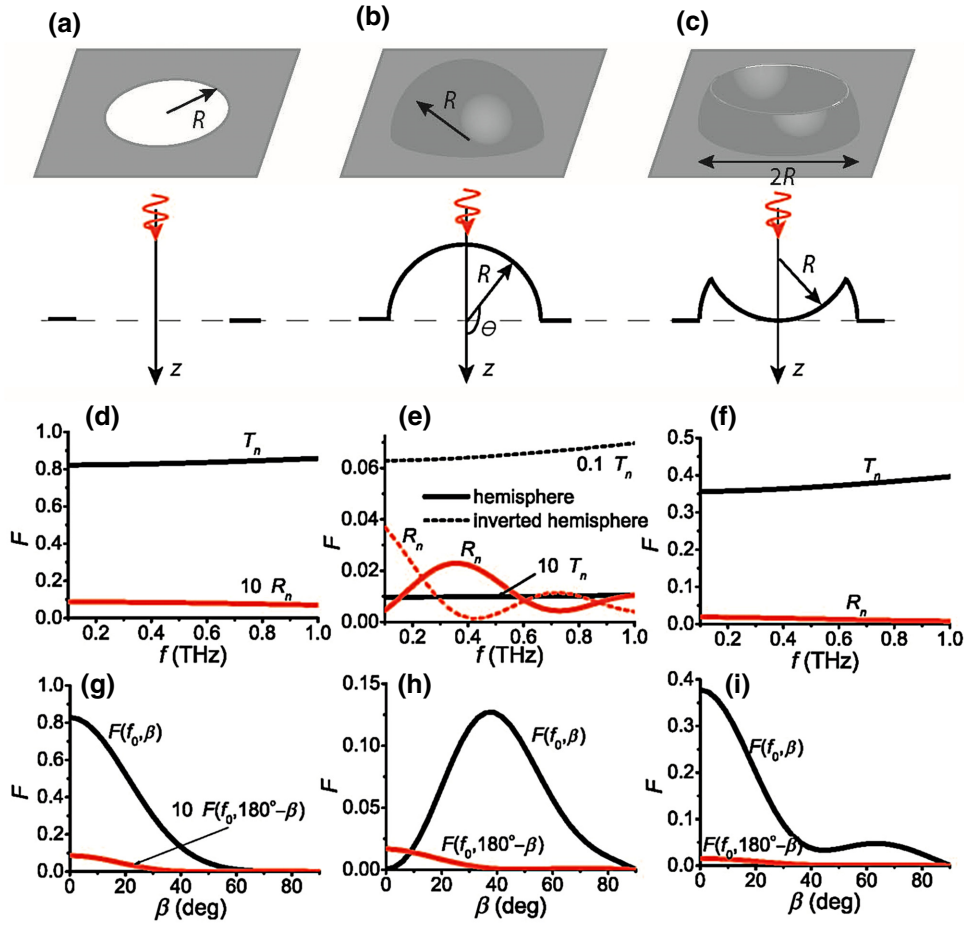 (a) (b) (c)
R R
2R
R R
θ
z z z
(d) (e) (f)
1.0 0.5
0.8 Tn 0.06 0.1 Tn 0.4 Tn
hemisphere
inverted hemisphere
F 0.6 F 0.04 F 0.3
Rn Rn
0.4 0.02 10 Tn 0.2
0.2 10 Rn 0.1 Rn
0.0 0.00 0.0
0.2 0.4 0.6 0.8 1.0 0.2 0.4 0.6 0.8 1.0 0.2 0.4 0.6 0.8 1.0
f (THz) f (THz) f (THz)
(g) (h) (i)
1.0 0.15 0.4
0.8 F(f0,β) F(f0,β) F(f0,β)
F 0.6 F 0.10 F 0.3
0.4 10 F(f0,180°−β) 0.05 0.2
0.2 F(f0,180°−β) 0.1 F(f0,180°−β)
0.0 0.00 0.0
0 20 40 60 80 0 20 40 60 80 0 20 40 60 80
β (deg) β (deg) β (deg)